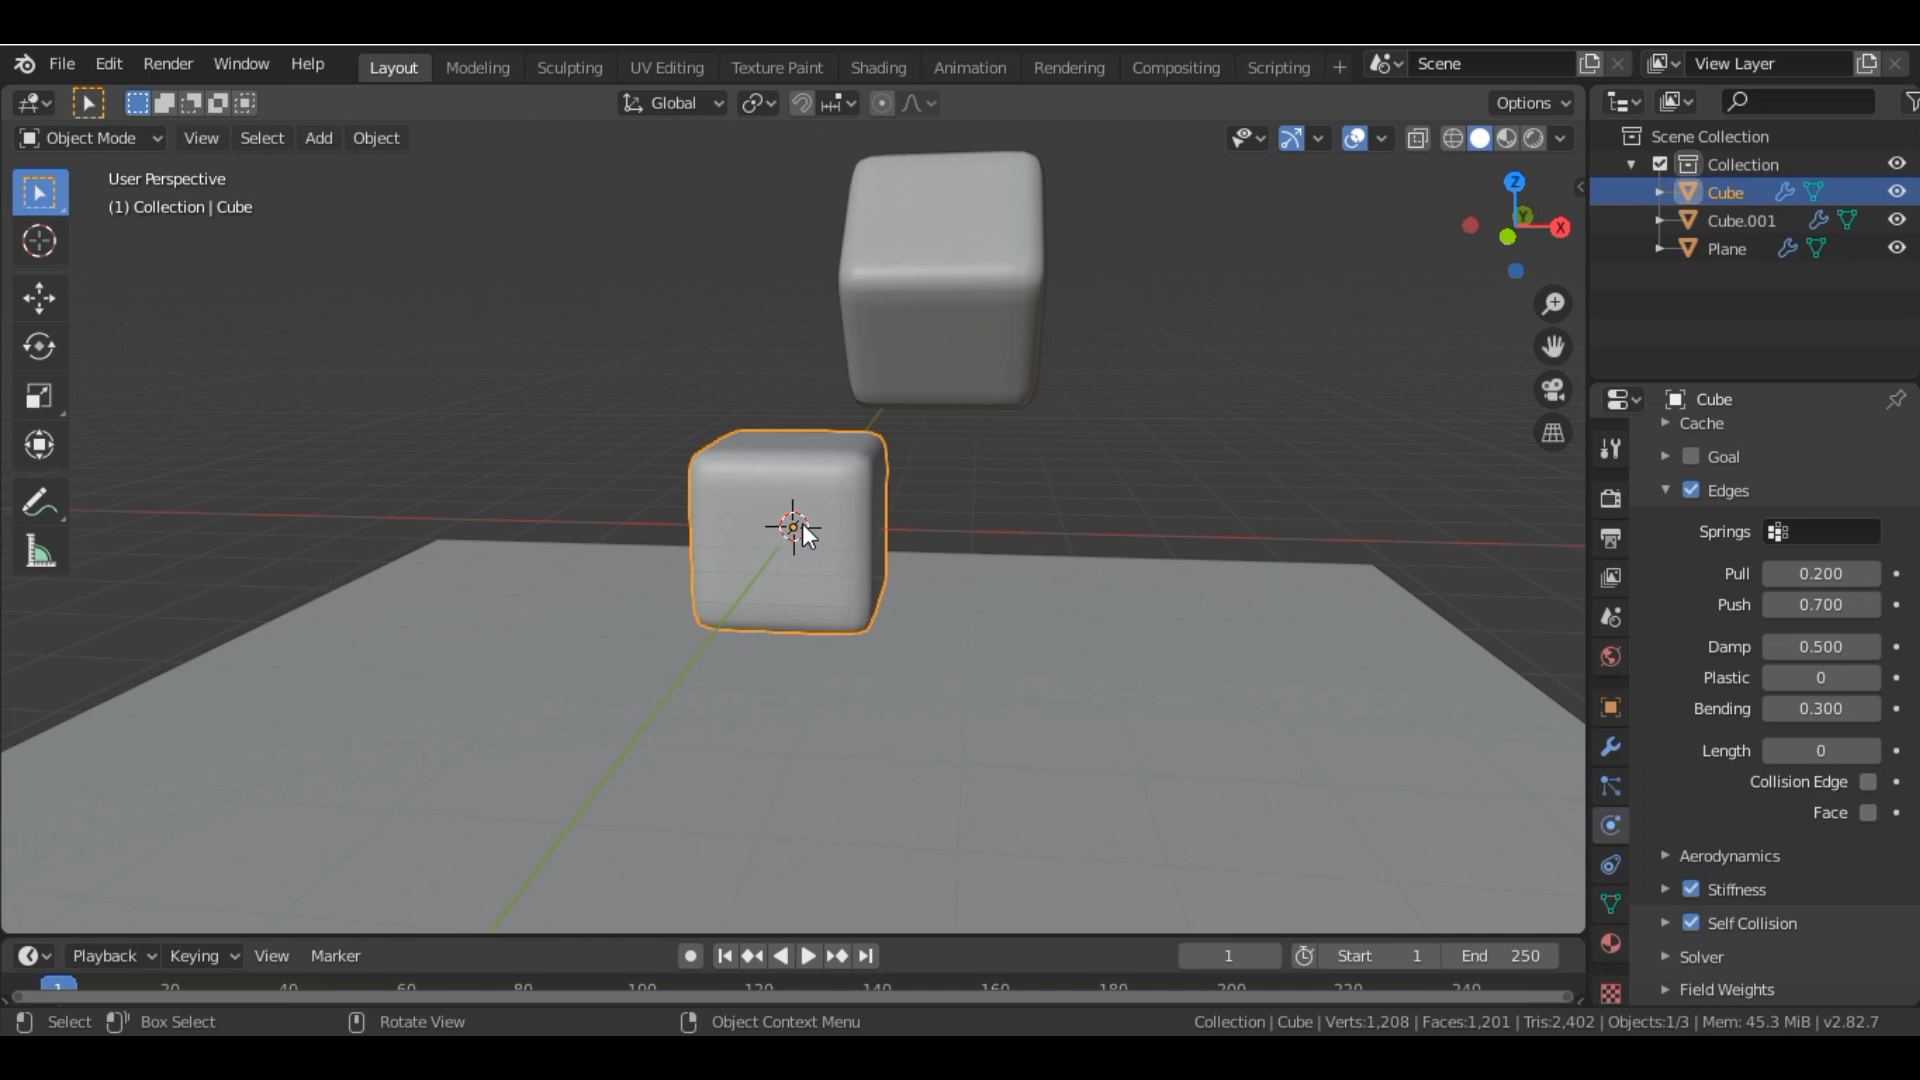 File Edit Render Window Help Layout Modeling Sculpting UV Editing Texture Paint Shading Animation Rendering Compositing Scripting + Scene View Layer
Global Options
Object Mode View Select Add Object
User Perspective
(1) Collection | Cube
Z
Y
X
Scene Collection
Collection
Cube
Cube.001
Plane
Cube
Cache
Goal
Edges
Springs
Pull 0.200
Push 0.700
Damp 0.500
Plastic 0
Bending 0.300
Length 0
Collision Edge
Face
Aerodynamics
Stiffness
Self Collision
Solver
Field Weights
Playback Keying View Marker 1 Start 1 End 250
1 20 40 60 80 100 120 140 160 180 200 220 240
Select Box Select Rotate View Object Context Menu Collection | Cube | Verts:1,208 | Faces:1,201 | Tris:2,402 | Objects:1/3 | Mem: 45.3 MiB | v2.82.7